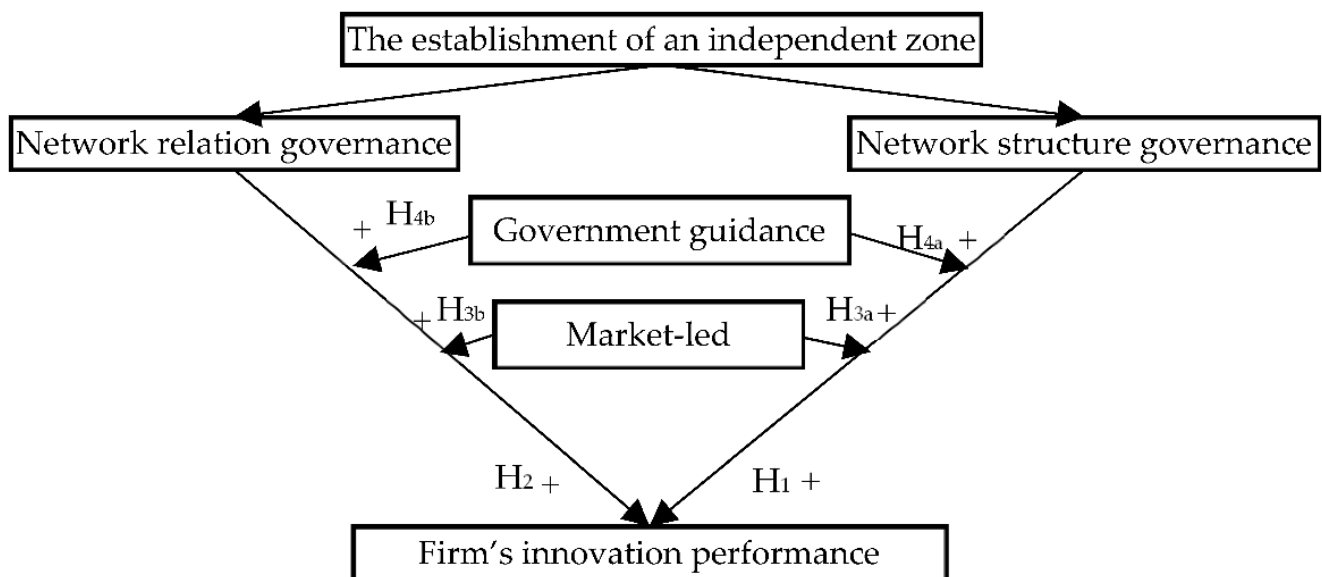 The establishment of an independent zone
Network relation governance
Network structure governance
+ H4b
Government guidance
H4a +
+ H3b
Market-led
H3a +
H2 +
H1 +
Firm's innovation performance